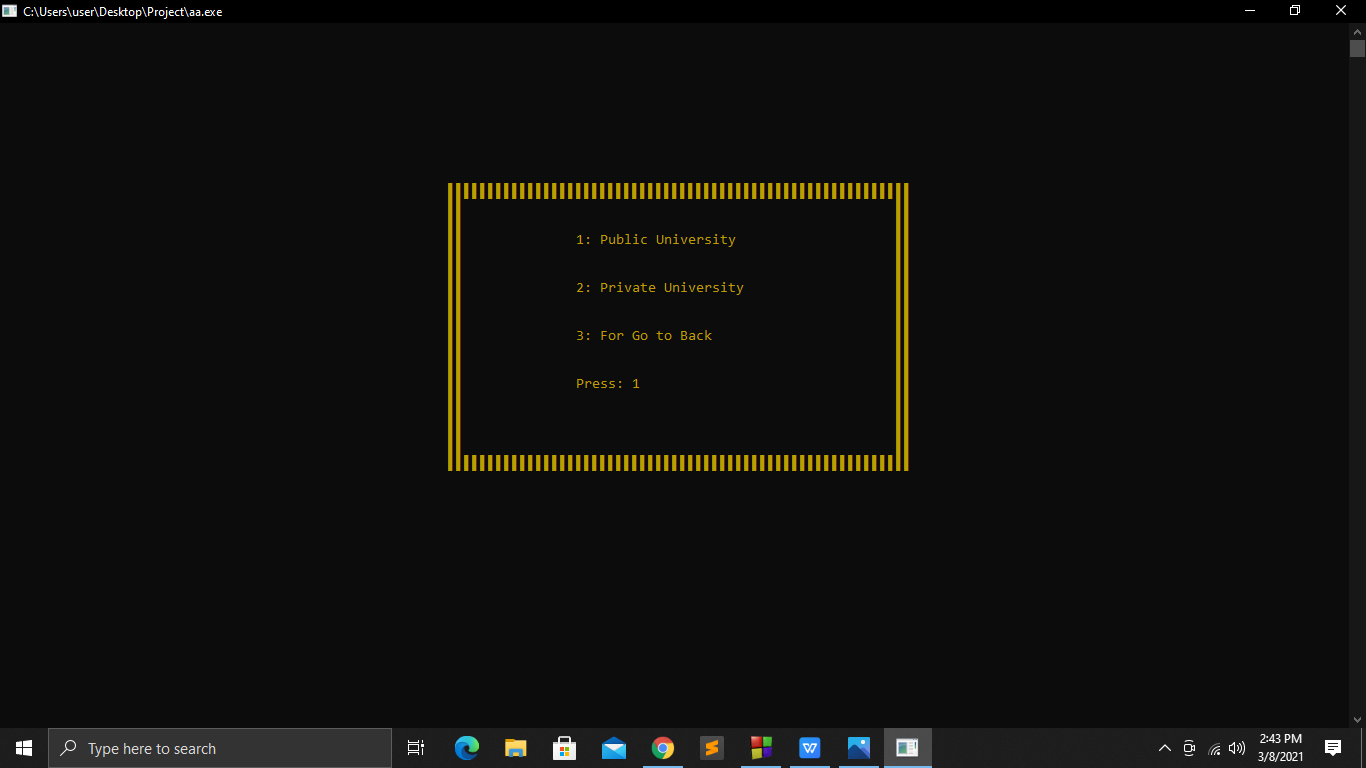 C:\Users\user\Desktop\Project\aa.exe
1: Public University
2: Private University
3: For Go to Back
Press: 1
Type here to search
2:43 PM
3/8/2021